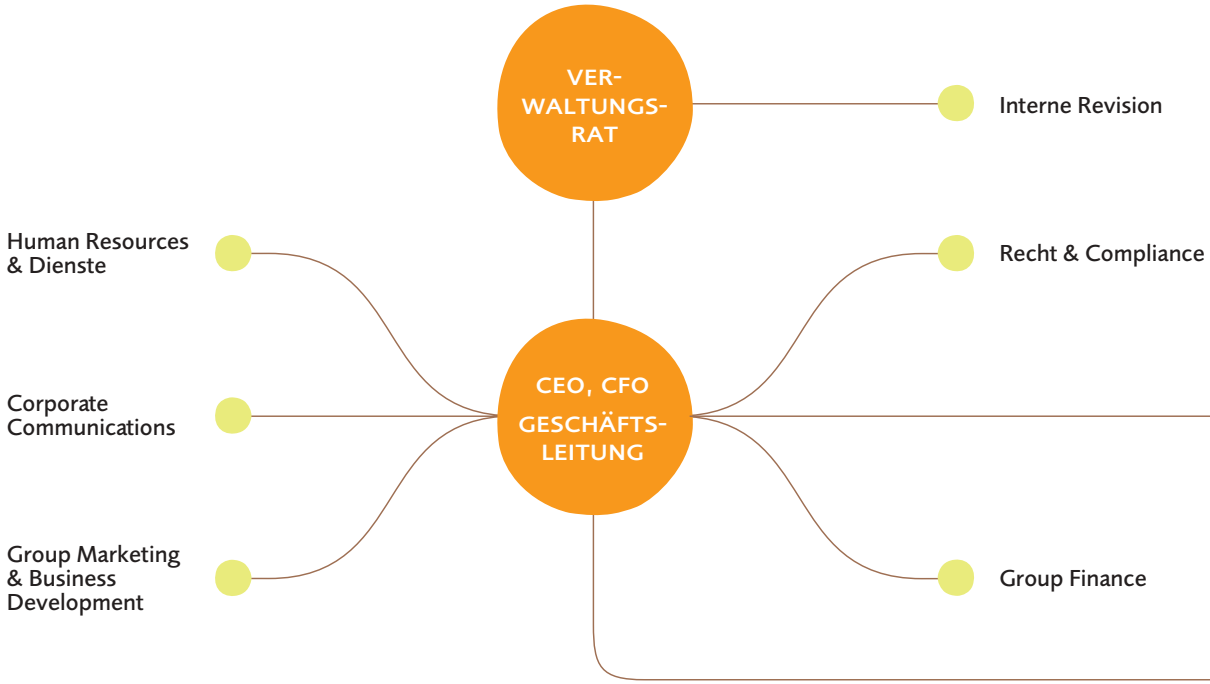 VER-
WALTUNGS-
RAT
Interne Revision
Human Resources
& Dienste
Recht & Compliance
CEO, CFO
GESCHÄFTS-
LEITUNG
Corporate
Communications
Group Marketing
& Business
Development
Group Finance